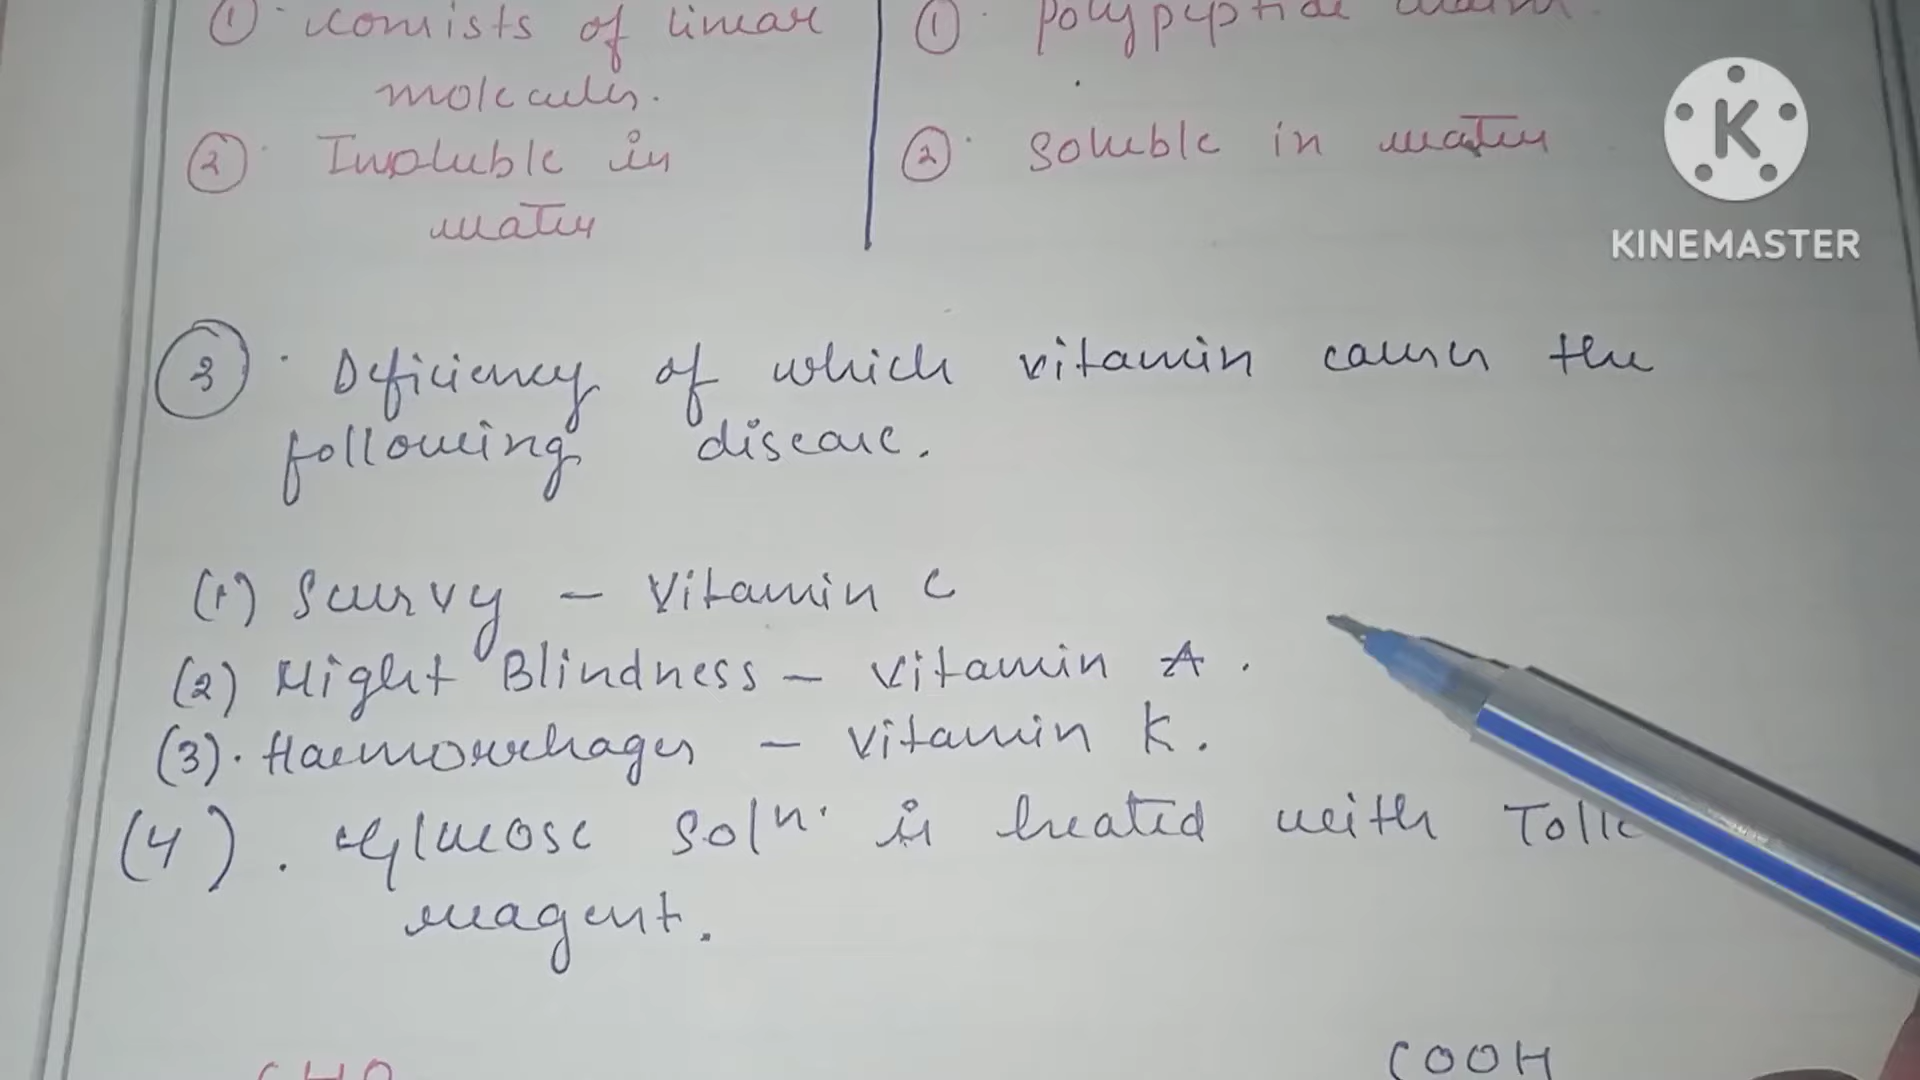 ① consists of linear
molecules.
② Insoluble in
water
① polypeptide
② soluble in water
KINEMASTER
③ Deficiency of which vitamin causes the
following disease.
(1) Scurvy – Vitamin C
(2) Night Blindness – Vitamin A.
(3). Haemorrhages – Vitamin K.
(4). Glucose Solⁿ. is treated with
reagent.
CHO
COOH